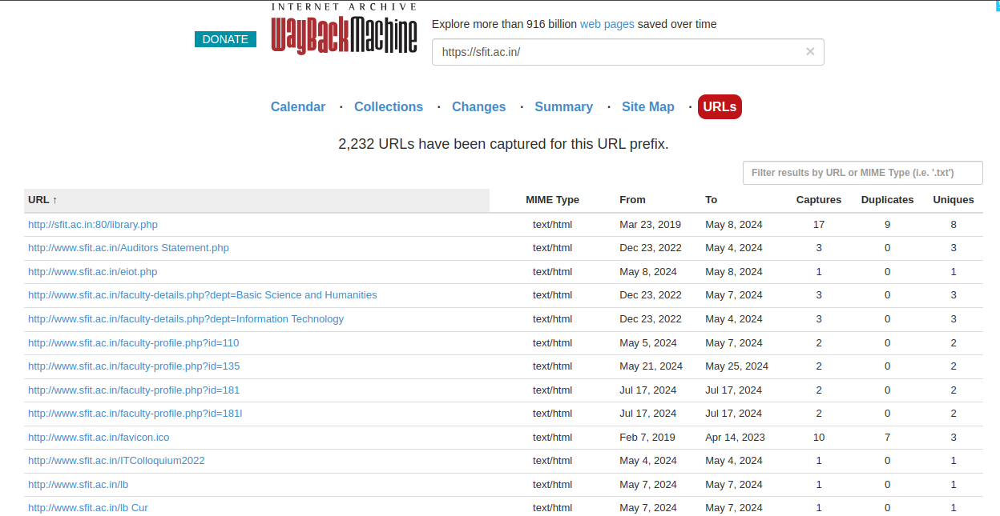 INTERNET ARCHIVE
WayBackMachine
DONATE
Explore more than 916 billion web pages saved over time
https://sfit.ac.in/ ×
Calendar · Collections · Changes · Summary · Site Map · URLs
2,232 URLs have been captured for this URL prefix.
Filter results by URL or MIME Type (i.e. '.txt')
URL ↑ MIME Type From To Captures Duplicates Uniques
http://sfit.ac.in:80/library.php text/html Mar 23, 2019 May 8, 2024 17 9 8
http://www.sfit.ac.in/Auditors Statement.php text/html Dec 23, 2022 May 4, 2024 3 0 3
http://www.sfit.ac.in/eiot.php text/html May 8, 2024 May 8, 2024 1 0 1
http://www.sfit.ac.in/faculty-details.php?dept=Basic Science and Humanities text/html Dec 23, 2022 May 7, 2024 3 0 3
http://www.sfit.ac.in/faculty-details.php?dept=Information Technology text/html Dec 23, 2022 May 4, 2024 3 0 3
http://www.sfit.ac.in/faculty-profile.php?id=110 text/html May 5, 2024 May 7, 2024 2 0 2
http://www.sfit.ac.in/faculty-profile.php?id=135 text/html May 21, 2024 May 25, 2024 2 0 2
http://www.sfit.ac.in/faculty-profile.php?id=181 text/html Jul 17, 2024 Jul 17, 2024 2 0 2
http://www.sfit.ac.in/faculty-profile.php?id=181l text/html Jul 17, 2024 Jul 17, 2024 2 0 2
http://www.sfit.ac.in/favicon.ico text/html Feb 7, 2019 Apr 14, 2023 10 7 3
http://www.sfit.ac.in/ITColloquium2022 text/html May 4, 2024 May 4, 2024 1 0 1
http://www.sfit.ac.in/lb text/html May 7, 2024 May 7, 2024 1 0 1
http://www.sfit.ac.in/lb Cur text/html May 7, 2024 May 7, 2024 1 0 1